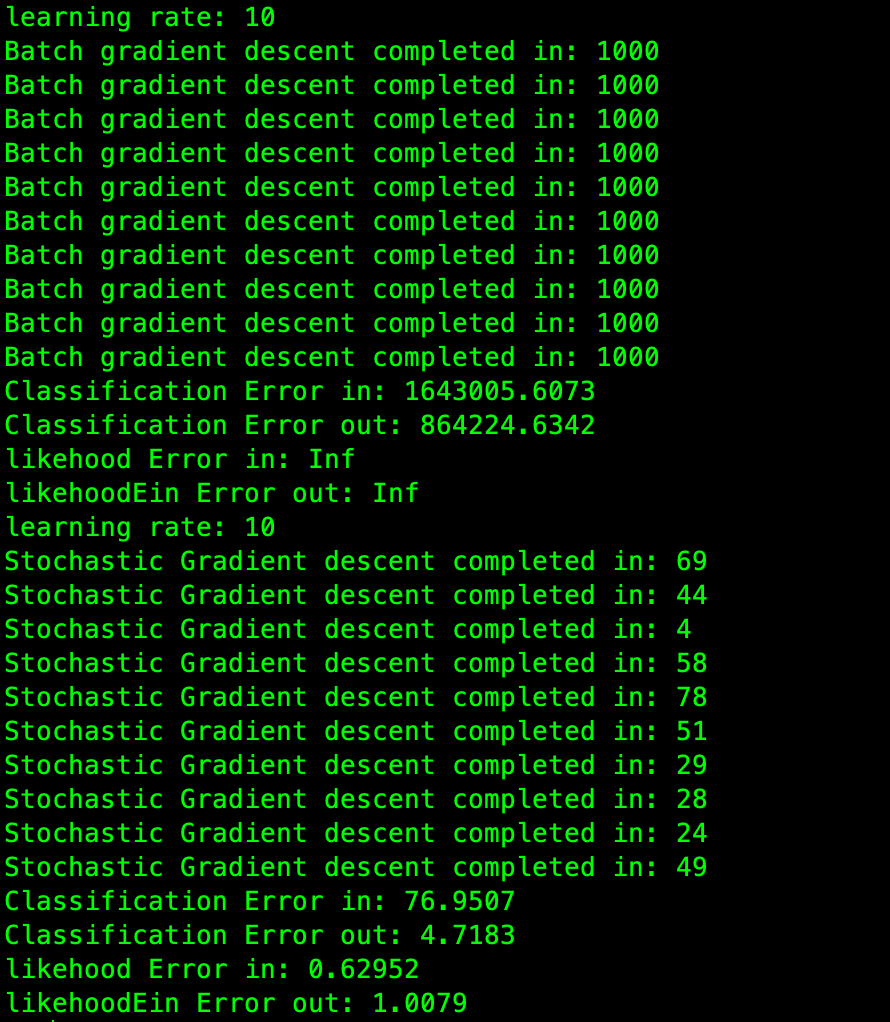 learning rate: 10
Batch gradient descent completed in: 1000
Batch gradient descent completed in: 1000
Batch gradient descent completed in: 1000
Batch gradient descent completed in: 1000
Batch gradient descent completed in: 1000
Batch gradient descent completed in: 1000
Batch gradient descent completed in: 1000
Batch gradient descent completed in: 1000
Batch gradient descent completed in: 1000
Batch gradient descent completed in: 1000
Classification Error in: 1643005.6073
Classification Error out: 864224.6342
likehood Error in: Inf
likehoodEin Error out: Inf
learning rate: 10
Stochastic Gradient descent completed in: 69
Stochastic Gradient descent completed in: 44
Stochastic Gradient descent completed in: 4
Stochastic Gradient descent completed in: 58
Stochastic Gradient descent completed in: 78
Stochastic Gradient descent completed in: 51
Stochastic Gradient descent completed in: 29
Stochastic Gradient descent completed in: 28
Stochastic Gradient descent completed in: 24
Stochastic Gradient descent completed in: 49
Classification Error in: 76.9507
Classification Error out: 4.7183
likehood Error in: 0.62952
likehoodEin Error out: 1.0079